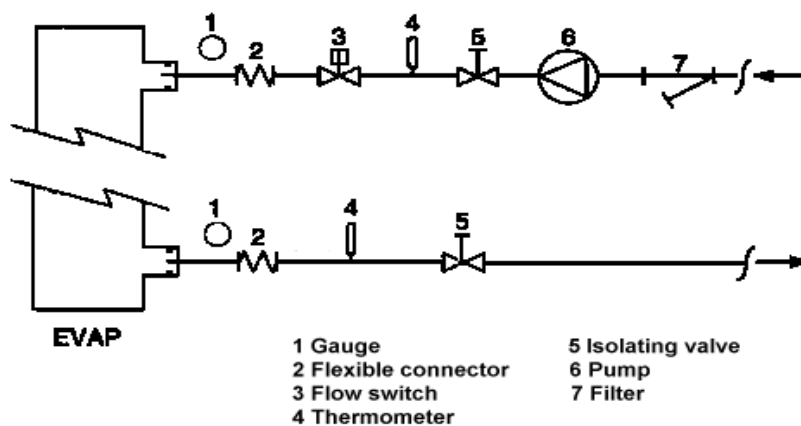 1
2
3
4
5
6
7
1
2
4
5
EVAP
1 Gauge
2 Flexible connector
3 Flow switch
4 Thermometer
5 Isolating valve
6 Pump
7 Filter